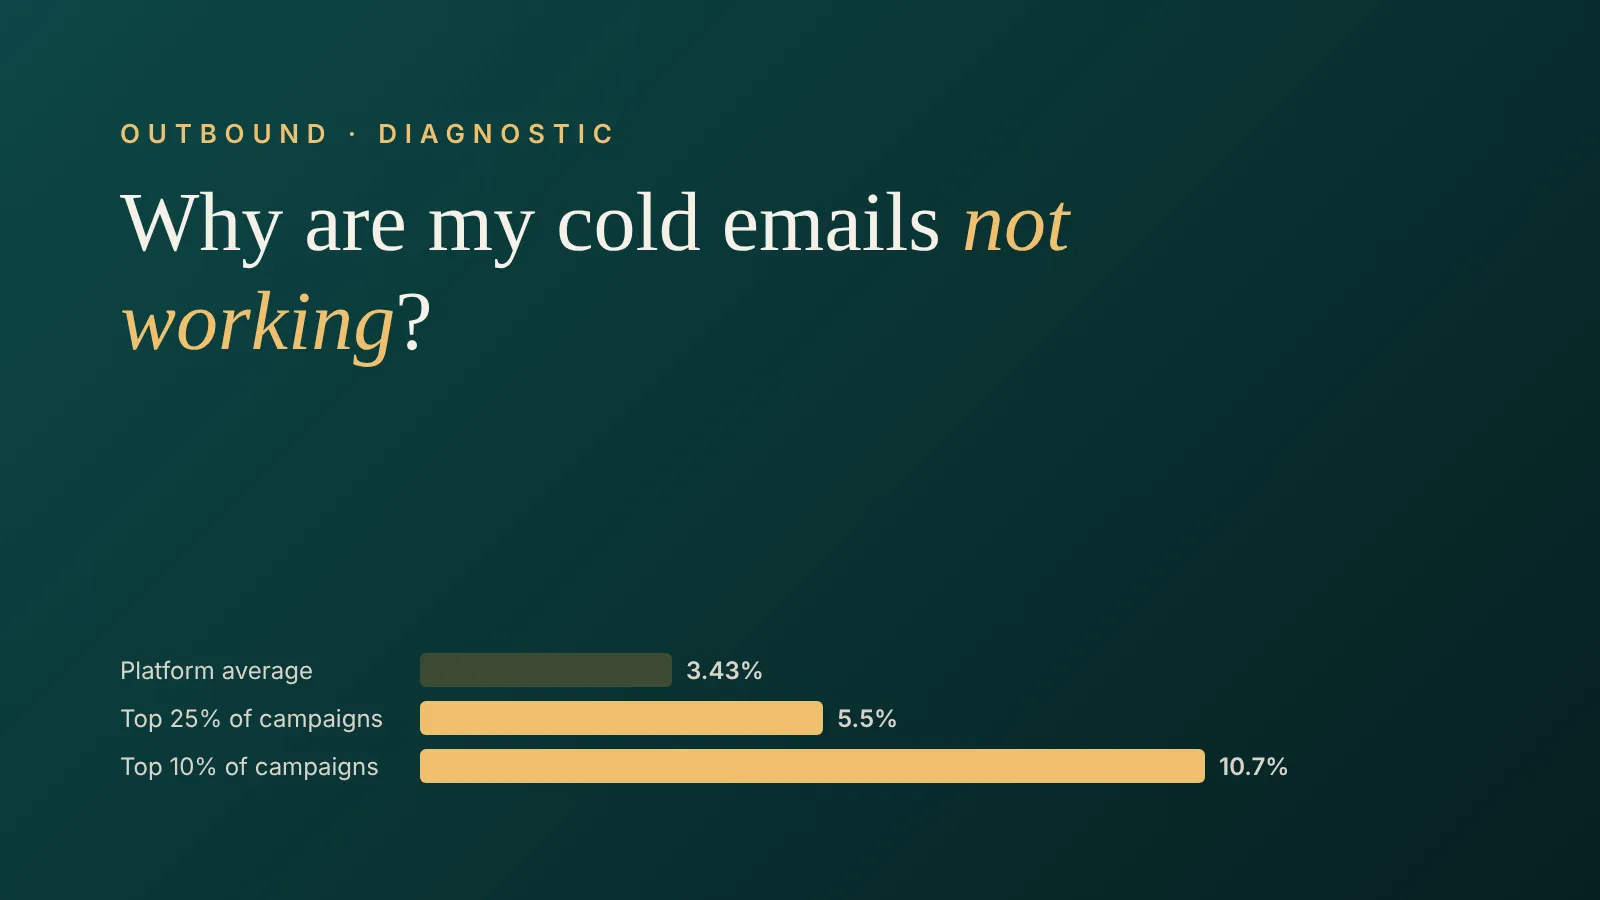 OUTBOUND · DIAGNOSTIC
Why are my cold emails not
working?
Platform average 3.43%
Top 25% of campaigns 5.5%
Top 10% of campaigns 10.7%